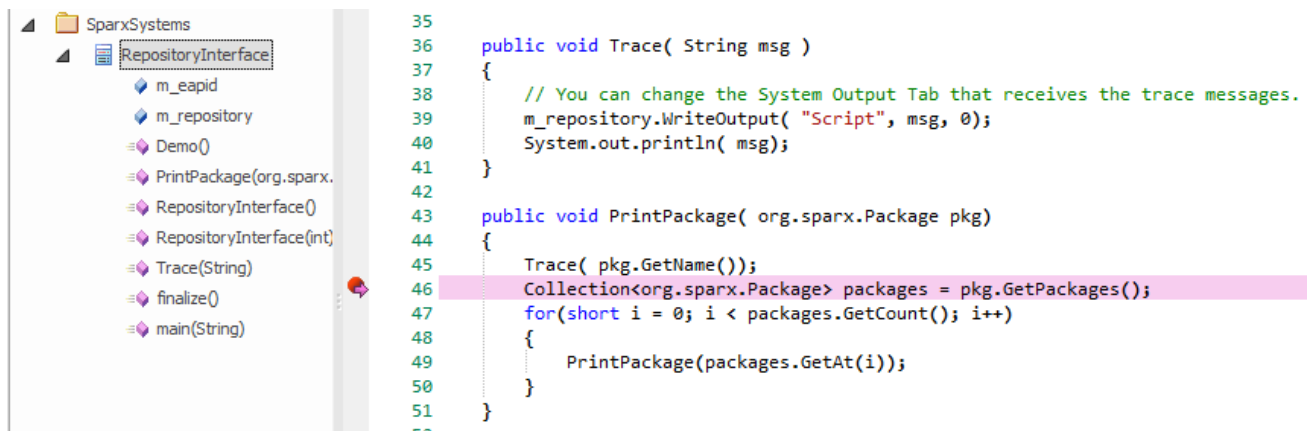 SparxSystems
RepositoryInterface
m_eapid
m_repository
Demo()
PrintPackage(org.sparx.
RepositoryInterface()
RepositoryInterface(int)
Trace(String)
finalize()
main(String)
35
36 public void Trace( String msg )
37 {
38 // You can change the System Output Tab that receives the trace messages.
39 m_repository.WriteOutput( "Script", msg, 0);
40 System.out.println( msg);
41 }
42
43 public void PrintPackage( org.sparx.Package pkg)
44 {
45 Trace( pkg.GetName());
46 Collection<org.sparx.Package> packages = pkg.GetPackages();
47 for(short i = 0; i < packages.GetCount(); i++)
48 {
49 PrintPackage(packages.GetAt(i));
50 }
51 }